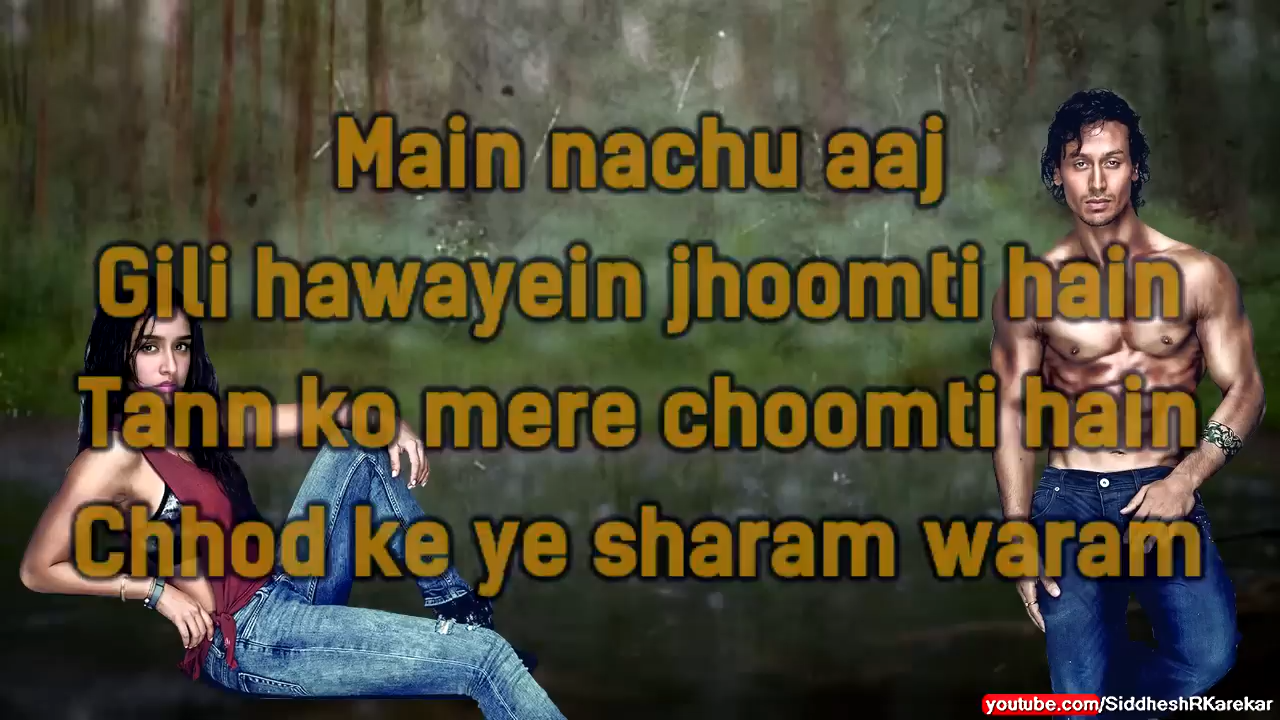 Main nachu aaj
Gili hawayein jhoomti hain
Tann ko mere choomti hain
Chhod ke ye sharam waram
youtube.com/SiddheshRKarekar